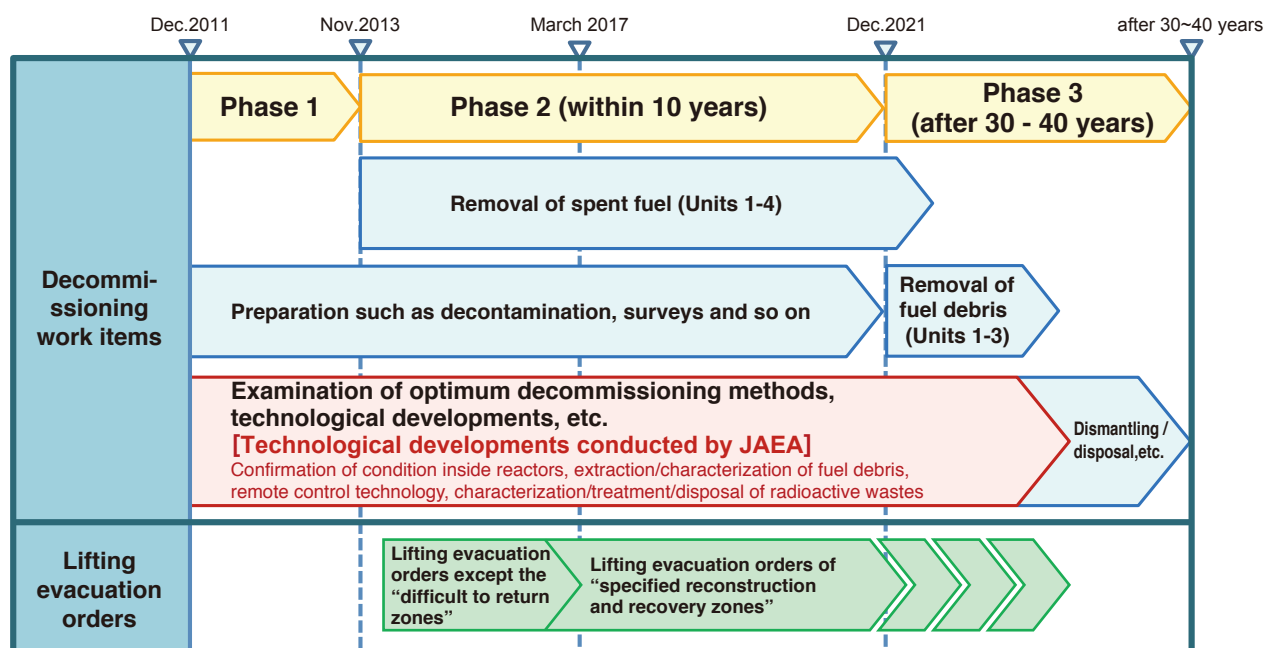 Dec.2011
Nov.2013
March 2017
Dec.2021
after 30~40 years
Phase 1
Phase 2 (within 10 years)
Phase 3
(after 30 - 40 years)
Removal of spent fuel (Units 1-4)
Decommi-
ssioning
work items
Preparation such as decontamination, surveys and so on
Removal of
fuel debris
(Units 1-3)
Examination of optimum decommissioning methods,
technological developments, etc.
[Technological developments conducted by JAEA]
Confirmation of condition inside reactors, extraction/characterization of fuel debris,
remote control technology, characterization/treatment/disposal of radioactive wastes
Dismantling /
disposal,etc.
Lifting
evacuation
orders
Lifting evacuation
orders except the
“difficult to return
zones”
Lifting evacuation orders of
“specified reconstruction
and recovery zones”